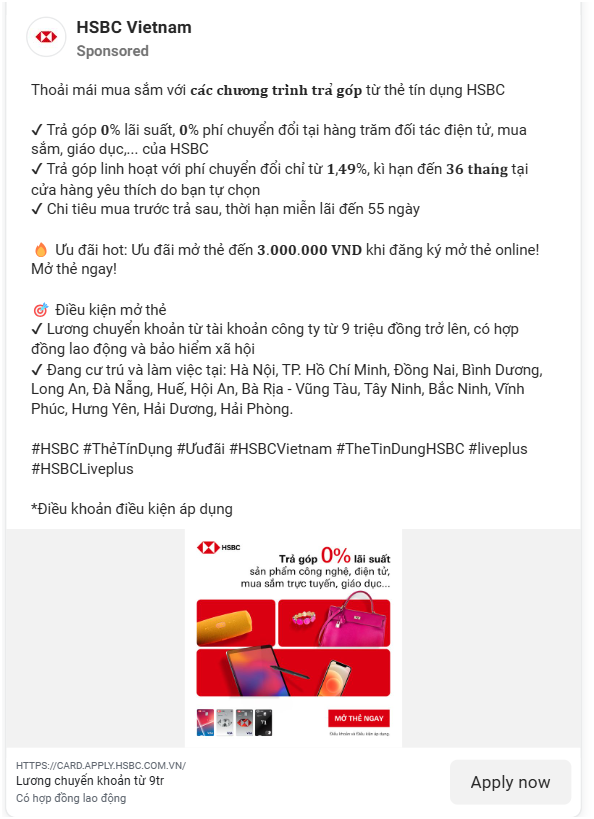 HSBC Vietnam
Sponsored
Thoải mái mua sắm với các chương trình trả góp từ thẻ tín dụng HSBC
✓ Trả góp 0% lãi suất, 0% phí chuyển đổi tại hàng trăm đối tác điện tử, mua
sắm, giáo dục,... của HSBC
✓ Trả góp linh hoạt với phí chuyển đổi chỉ từ 1,49%, kì hạn đến 36 tháng tại
cửa hàng yêu thích do bạn tự chọn
✓ Chi tiêu mua trước trả sau, thời hạn miễn lãi đến 55 ngày
🔥 Ưu đãi hot: Ưu đãi mở thẻ đến 3.000.000 VND khi đăng ký mở thẻ online!
Mở thẻ ngay!
🎯 Điều kiện mở thẻ
✓ Lương chuyển khoản từ tài khoản công ty từ 9 triệu đồng trở lên, có hợp
đồng lao động và bảo hiểm xã hội
✓ Đang cư trú và làm việc tại: Hà Nội, TP. Hồ Chí Minh, Đồng Nai, Bình Dương,
Long An, Đà Nẵng, Huế, Hội An, Bà Rịa - Vũng Tàu, Tây Ninh, Bắc Ninh, Vĩnh
Phúc, Hưng Yên, Hải Dương, Hải Phòng.
#HSBC #ThẻTínDụng #Ưuđãi #HSBCVietnam #TheTinDungHSBC #liveplus
#HSBCLiveplus
*Điều khoản điều kiện áp dụng
HSBC
Trả góp 0% lãi suất
sản phẩm công nghệ, điện tử,
mua sắm trực tuyến, giáo dục...
MỞ THẺ NGAY
HTTPS://CARD.APPLY.HSBC.COM.VN/
Lương chuyển khoản từ 9tr
Có hợp đồng lao động
Apply now